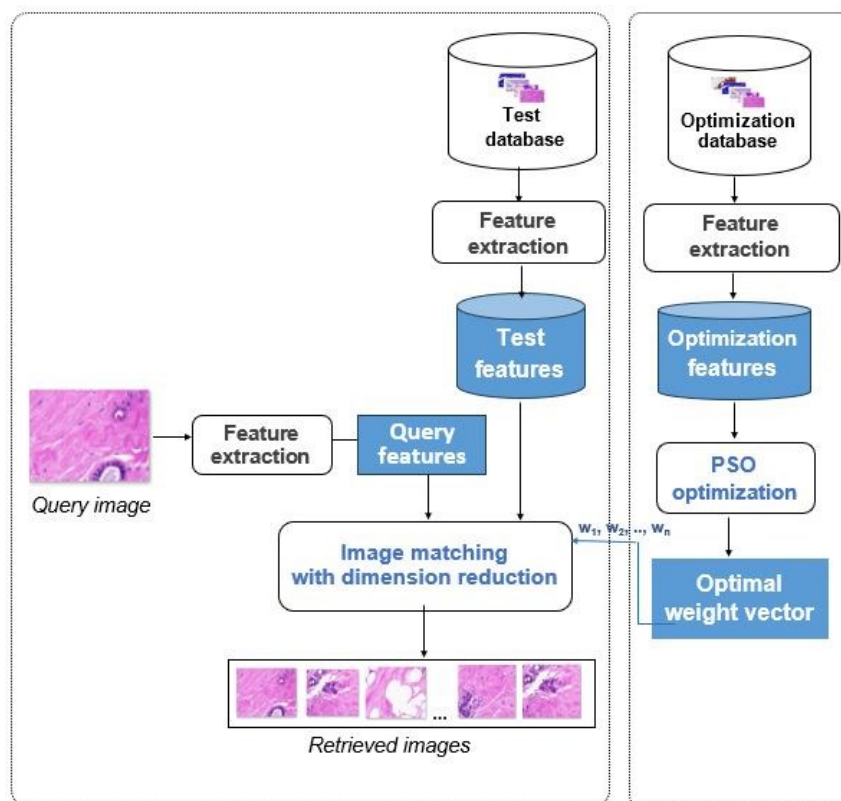 Test
database
Feature
extraction
Test
features
Query image
Feature
extraction
Query
features
Image matching
with dimension reduction
...
Retrieved images
Optimization
database
Feature
extraction
Optimization
features
PSO
optimization
Optimal
weight vector
w₁, w₂, .., wₙ